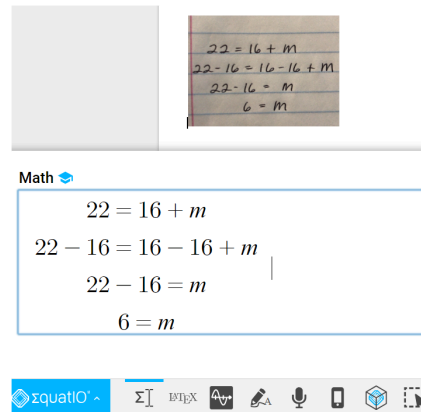 22 = 16 + m
22 - 16 = 16 - 16 + m
22 - 16 = m
6 = m
Math
22 = 16 + m
22 − 16 = 16 − 16 + m
22 − 16 = m
6 = m
ΣquatIO®
Σ LATEX A